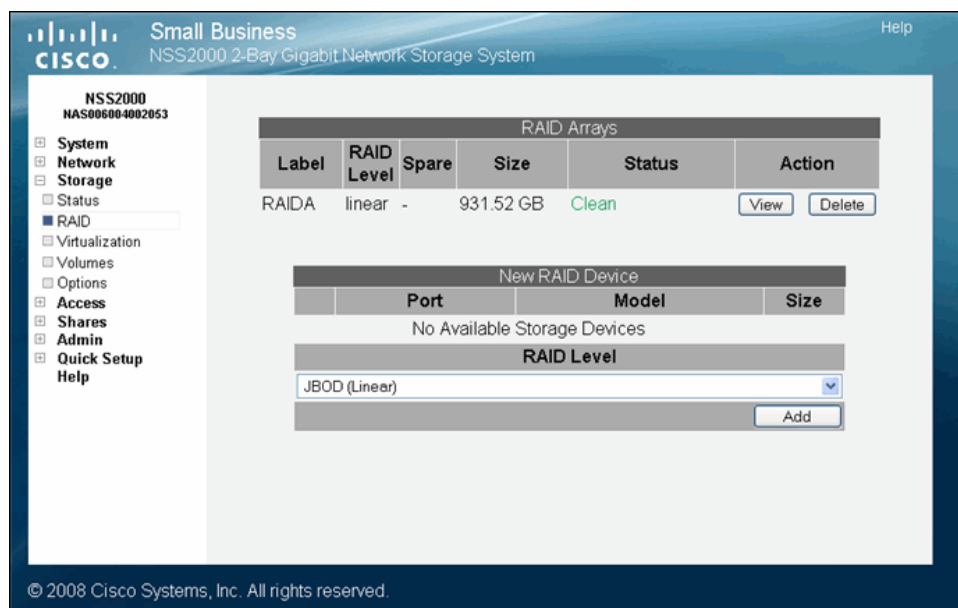 CISCO.
Small Business
NSS2000 2-Bay Gigabit Network Storage System
Help
NSS2000
NAS006004002053
System
Network
Storage
Status
RAID
Virtualization
Volumes
Options
Access
Shares
Admin
Quick Setup
Help
RAID Arrays
Label RAID Level Spare Size Status Action
RAIDA linear - 931.52 GB Clean View Delete
New RAID Device
Port Model Size
No Available Storage Devices
RAID Level
JBOD (Linear)
Add
© 2008 Cisco Systems, Inc. All rights reserved.